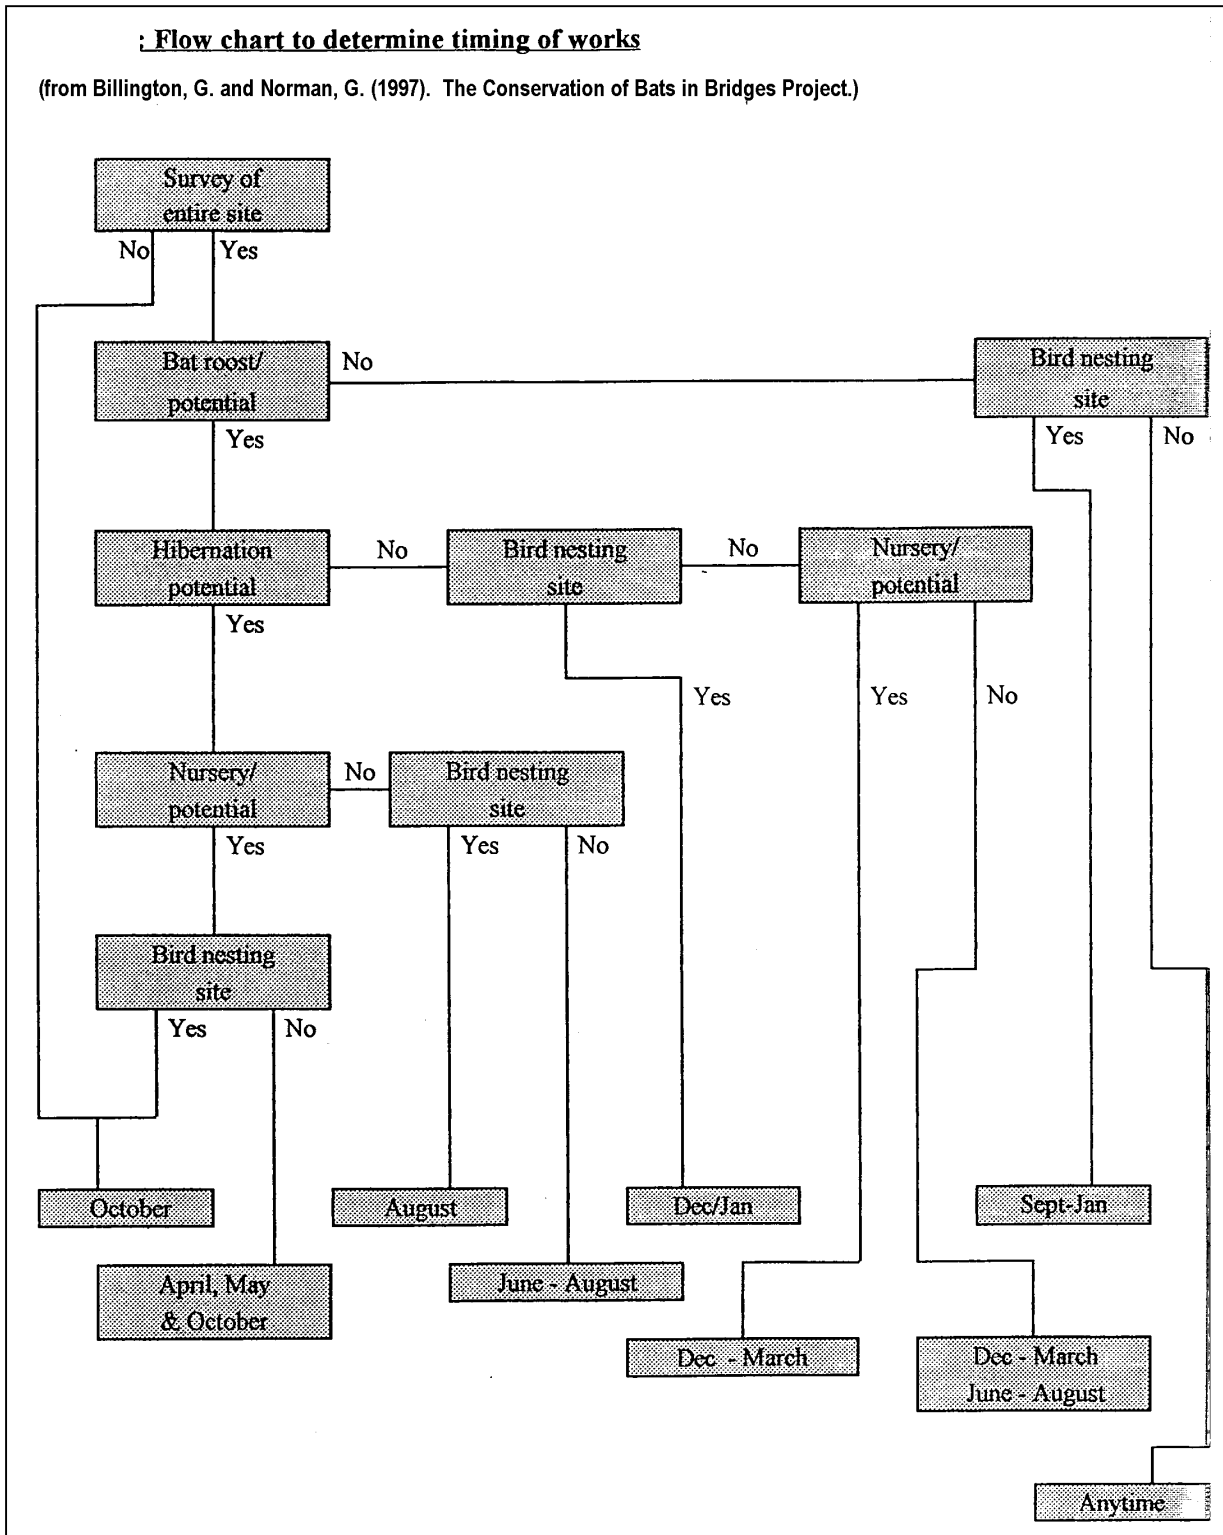 : Flow chart to determine timing of works
(from Billington, G. and Norman, G. (1997). The Conservation of Bats in Bridges Project.)
Survey of
entire site
No
Yes
Bat roost/
potential
No
Bird nesting
site
Yes
Yes
No
Hibernation
potential
No
Bird nesting
site
No
Nursery/
potential
Yes
Yes
Yes
No
Nursery/
potential
No
Bird nesting
site
Yes
Yes
No
Bird nesting
site
Yes
No
October
August
Dec/Jan
Sept-Jan
April, May
& October
June - August
Dec - March
Dec - March
June - August
Anytime